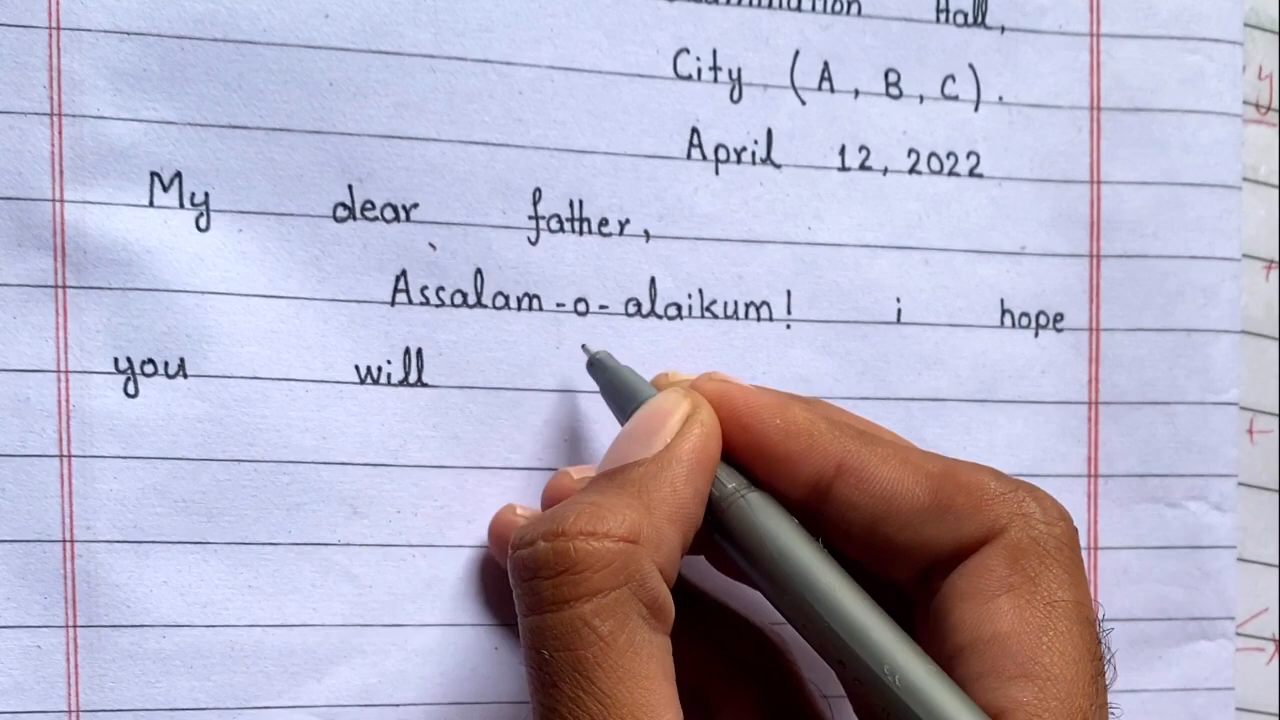 Hall,
City (A, B, C).
April 12, 2022
My dear father,
Assalam-o-alaikum! i hope
you will